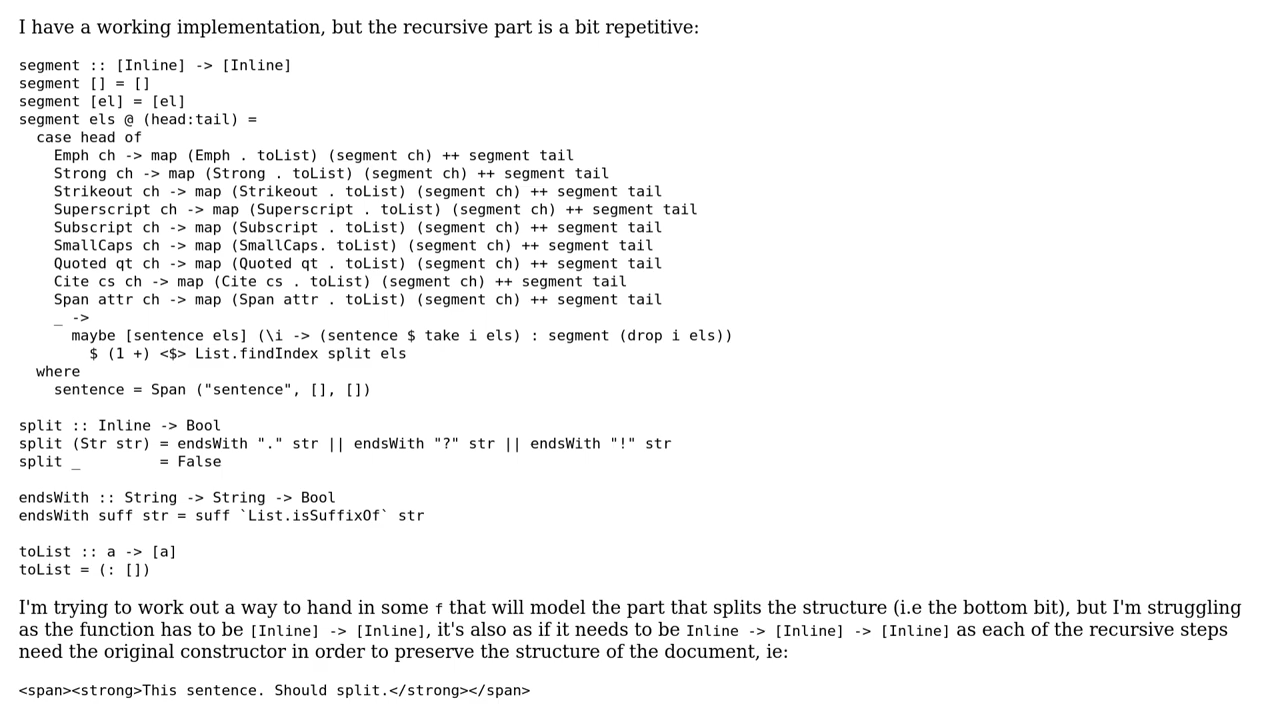 I have a working implementation, but the recursive part is a bit repetitive:
segment :: [Inline] -> [Inline]
segment [] = []
segment [el] = [el]
segment els @ (head:tail) =
  case head of
    Emph ch -> map (Emph . toList) (segment ch) ++ segment tail
    Strong ch -> map (Strong . toList) (segment ch) ++ segment tail
    Strikeout ch -> map (Strikeout . toList) (segment ch) ++ segment tail
    Superscript ch -> map (Superscript . toList) (segment ch) ++ segment tail
    Subscript ch -> map (Subscript . toList) (segment ch) ++ segment tail
    SmallCaps ch -> map (SmallCaps. toList) (segment ch) ++ segment tail
    Quoted qt ch -> map (Quoted qt . toList) (segment ch) ++ segment tail
    Cite cs ch -> map (Cite cs . toList) (segment ch) ++ segment tail
    Span attr ch -> map (Span attr . toList) (segment ch) ++ segment tail
    _ ->
      maybe [sentence els] (\i -> (sentence $ take i els) : segment (drop i els))
        $ (1 +) <$> List.findIndex split els
  where
    sentence = Span ("sentence", [], [])
split :: Inline -> Bool
split (Str str) = endsWith "." str || endsWith "?" str || endsWith "!" str
split _         = False
endsWith :: String -> String -> Bool
endsWith suff str = suff `List.isSuffixOf` str
toList :: a -> [a]
toList = (: [])
I'm trying to work out a way to hand in some f that will model the part that splits the structure (i.e the bottom bit), but I'm struggling
as the function has to be [Inline] -> [Inline], it's also as if it needs to be Inline -> [Inline] -> [Inline] as each of the recursive steps
need the original constructor in order to preserve the structure of the document, ie:
<span><strong>This sentence. Should split.</strong></span>